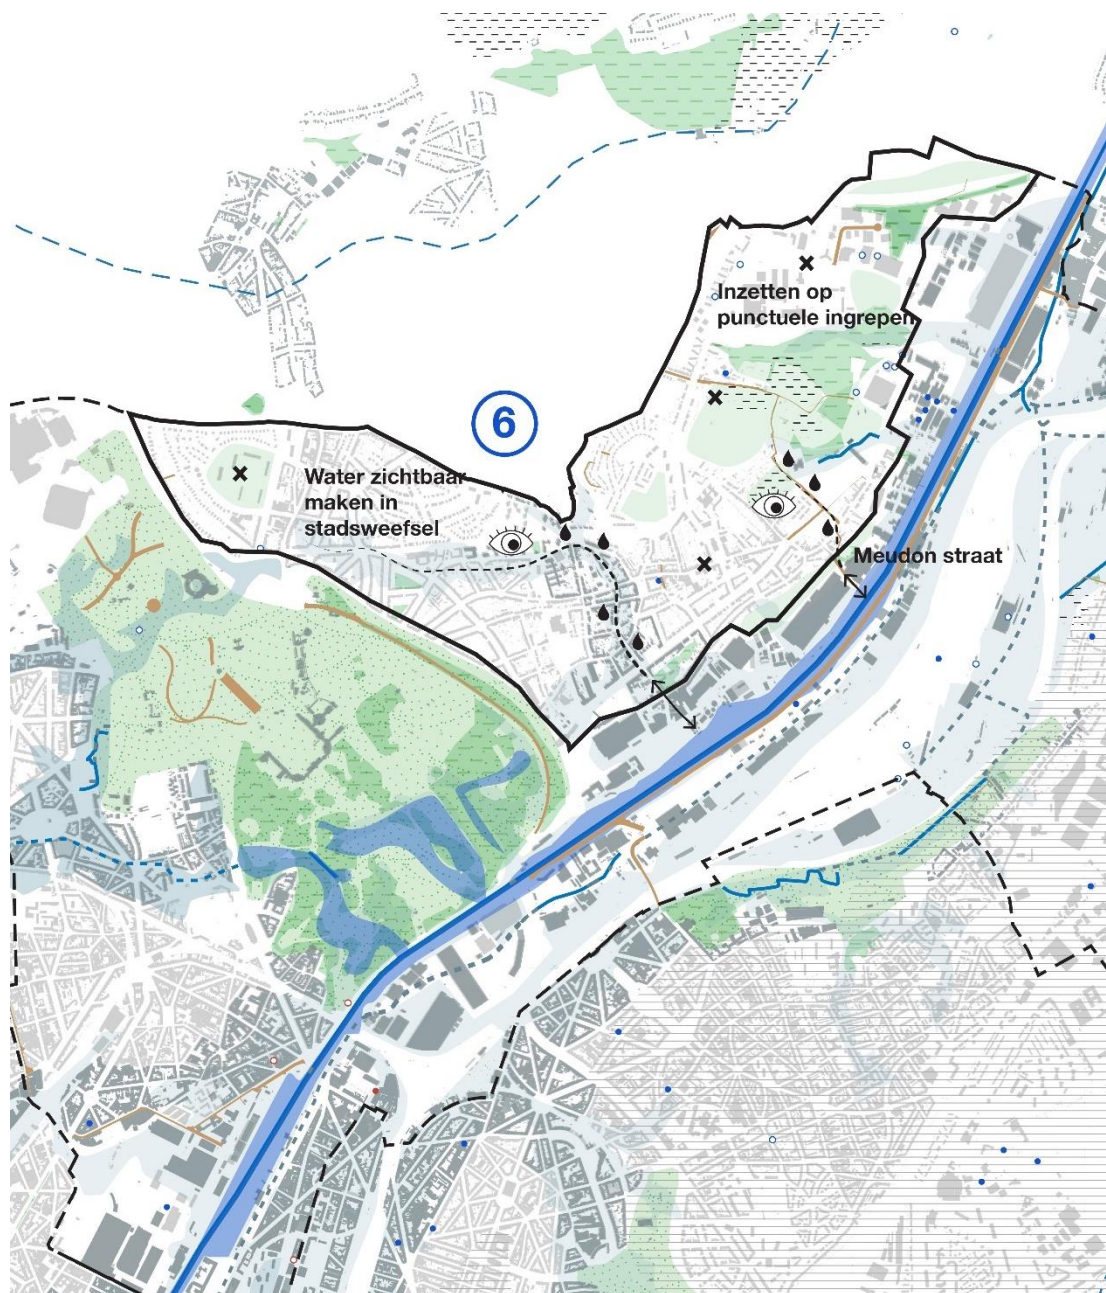 Inzetten op
punctuele ingrepen
6
Water zichtbaar
maken in
stadsweefsel
Meudon straat